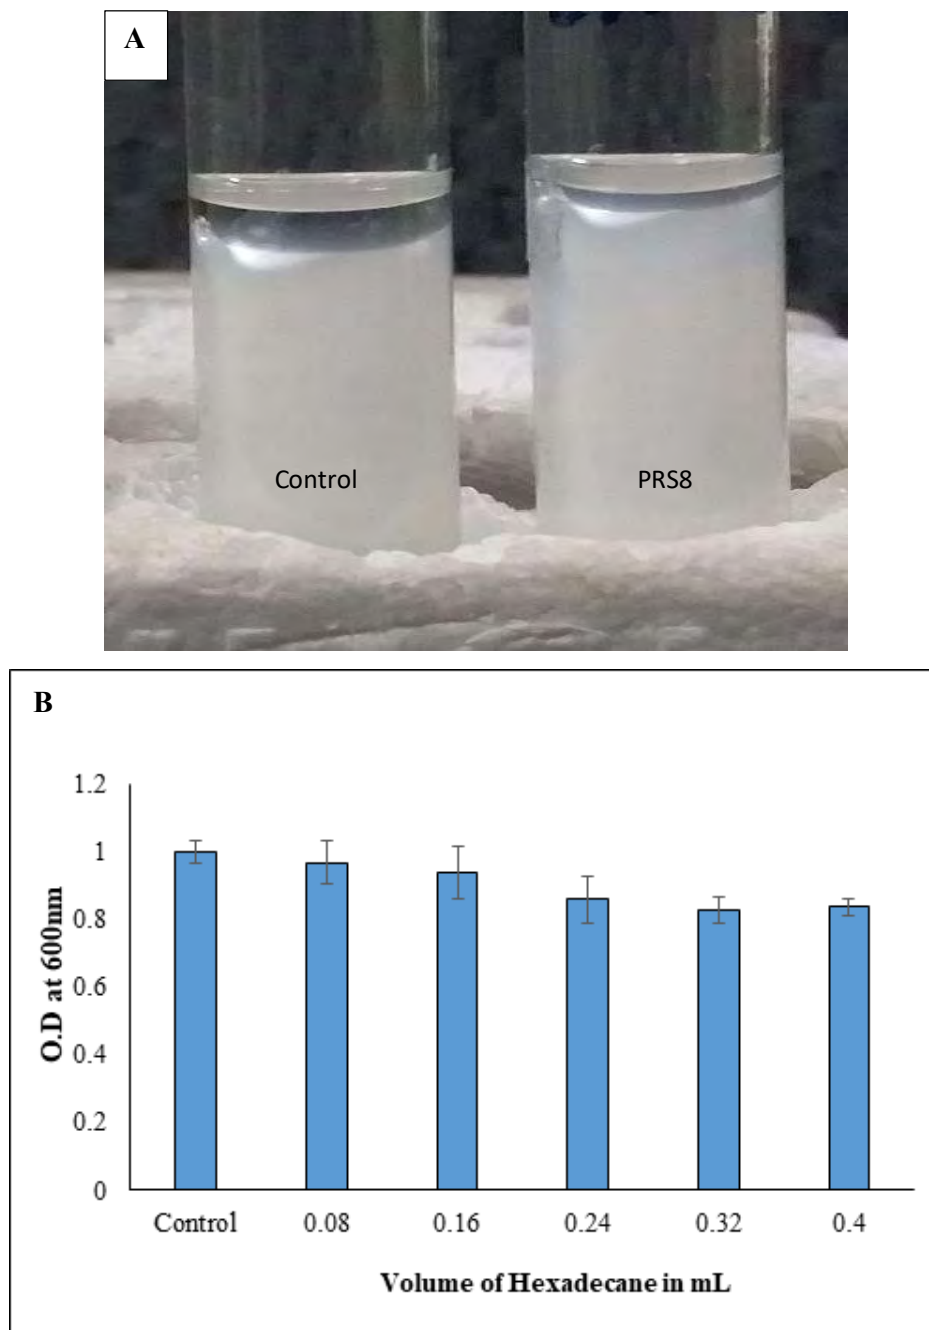 A
Control
PRS8
B
1.2
1
0.8
0.6
0.4
0.2
0
O.D at 600nm
Control 0.08 0.16 0.24 0.32 0.4
Volume of Hexadecane in mL